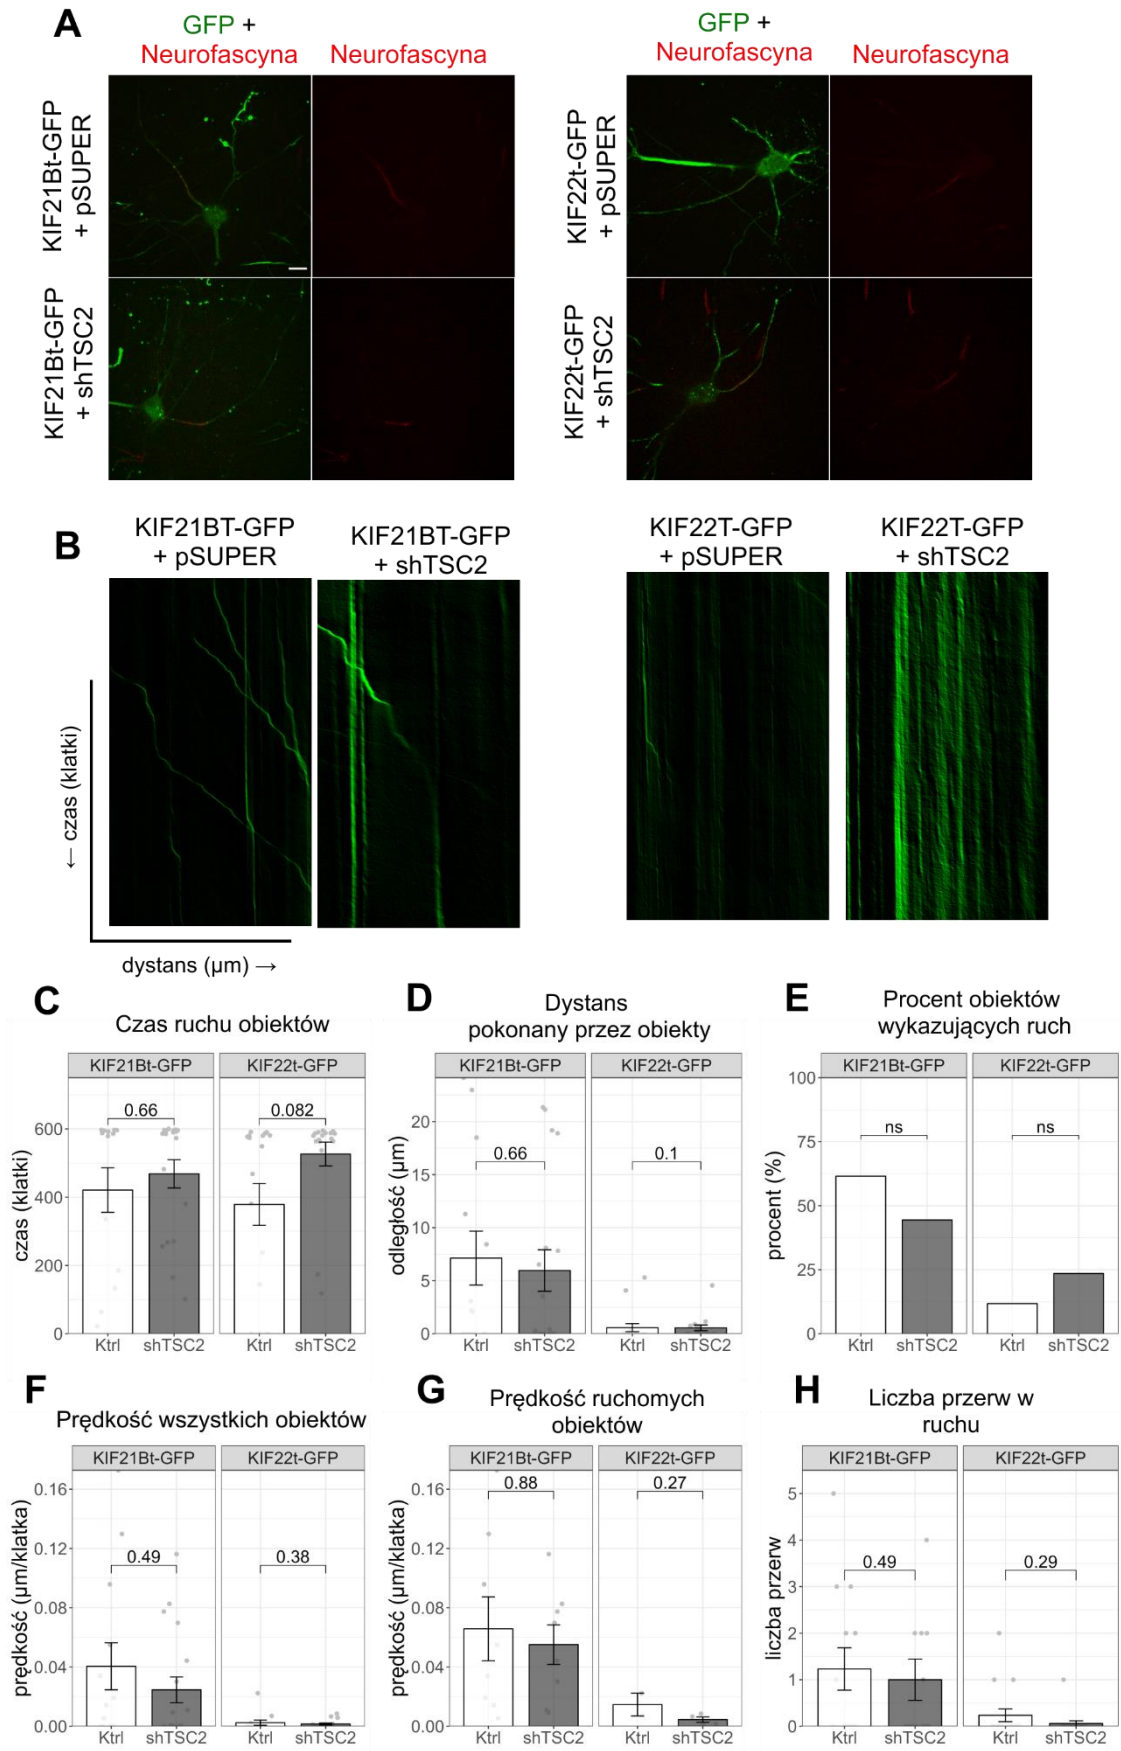 A
GFP +
Neurofascyna
Neurofascyna
GFP +
Neurofascyna
Neurofascyna
KIF21Bt-GFP
+ pSUPER
KIF22t-GFP
+ pSUPER
KIF21Bt-GFP
+ shTSC2
KIF22t-GFP
+ shTSC2
B
KIF21BT-GFP
+ pSUPER
KIF21BT-GFP
+ shTSC2
KIF22T-GFP
+ pSUPER
KIF22T-GFP
+ shTSC2
← czas (klatki)
dystans (µm) →
C
Czas ruchu obiektów
KIF21Bt-GFP
KIF22t-GFP
0.66
0.082
600
400
200
0
czas (klatki)
Ktrl
shTSC2
Ktrl
shTSC2
D
Dystans
pokonany przez obiekty
KIF21Bt-GFP
KIF22t-GFP
0.66
0.1
20
15
10
5
0
odległość (µm)
Ktrl
shTSC2
Ktrl
shTSC2
E
Procent obiektów
wykazujących ruch
KIF21Bt-GFP
KIF22t-GFP
ns
ns
100
75
50
25
0
procent (%)
Ktrl
shTSC2
Ktrl
shTSC2
F
Prędkość wszystkich obiektów
KIF21Bt-GFP
KIF22t-GFP
0.49
0.38
0.16
0.12
0.08
0.04
0.00
prędkość (µm/klatka)
Ktrl
shTSC2
Ktrl
shTSC2
G
Prędkość ruchomych
obiektów
KIF21Bt-GFP
KIF22t-GFP
0.88
0.27
0.16
0.12
0.08
0.04
0.00
prędkość (µm/klatka)
Ktrl
shTSC2
Ktrl
shTSC2
H
Liczba przerw w
ruchu
KIF21Bt-GFP
KIF22t-GFP
0.49
0.29
5
4
3
2
1
0
liczba przerw
Ktrl
shTSC2
Ktrl
shTSC2